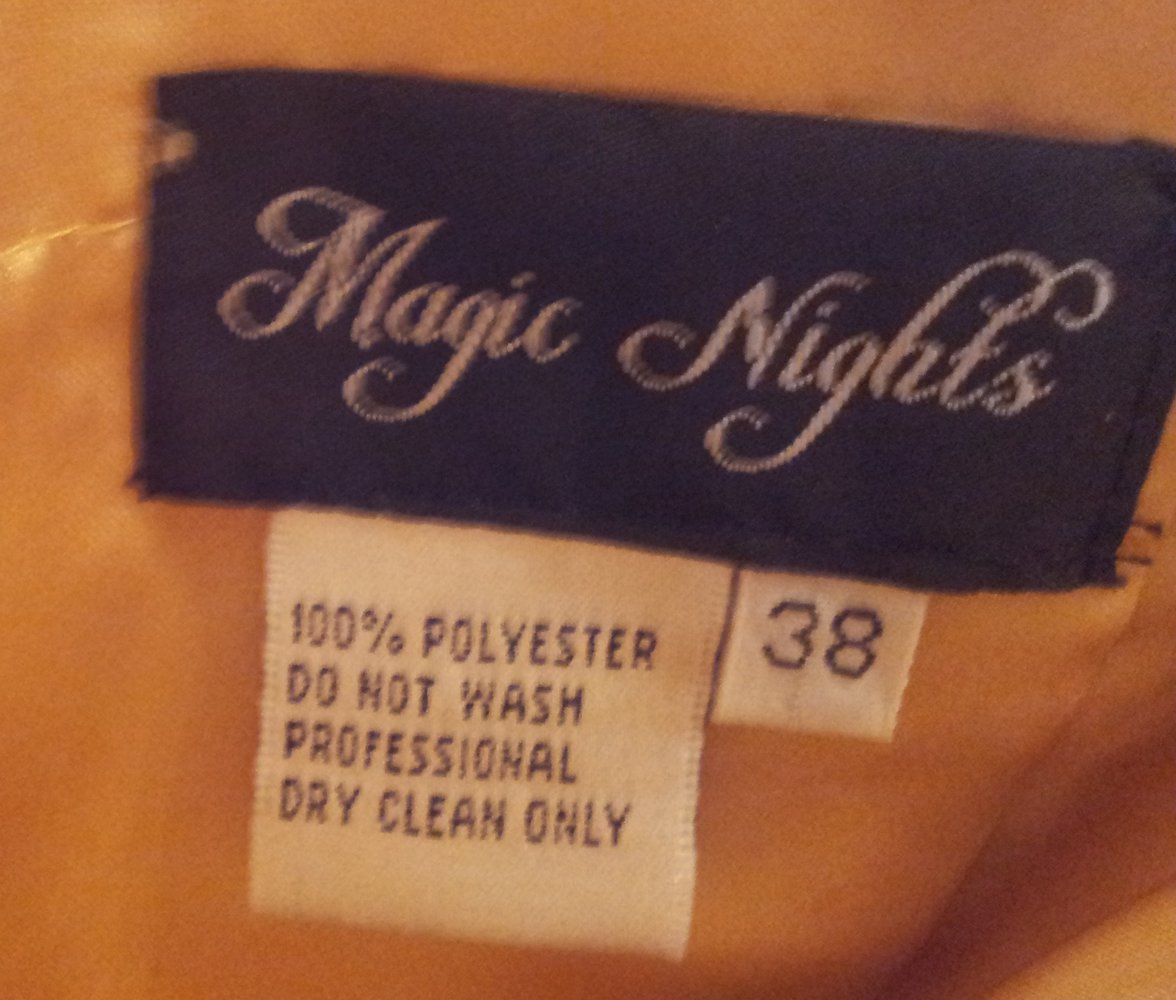 Magic Nights
100% POLYESTER
DO NOT WASH
PROFESSIONAL
DRY CLEAN ONLY
38